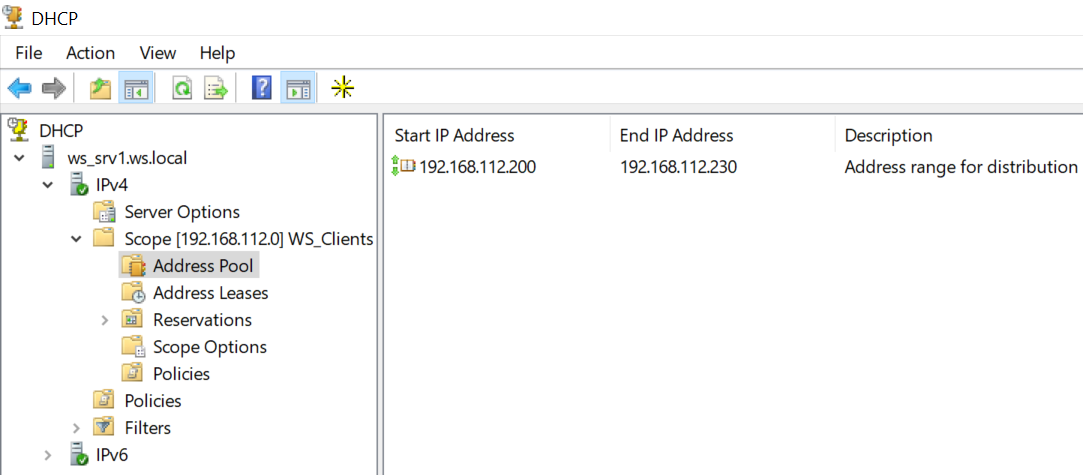 DHCP
File Action View Help
DHCP
ws_srv1.ws.local
IPv4
Server Options
Scope [192.168.112.0] WS_Clients
Address Pool
Address Leases
Reservations
Scope Options
Policies
Policies
Filters
IPv6
Start IP Address End IP Address Description
192.168.112.200 192.168.112.230 Address range for distribution